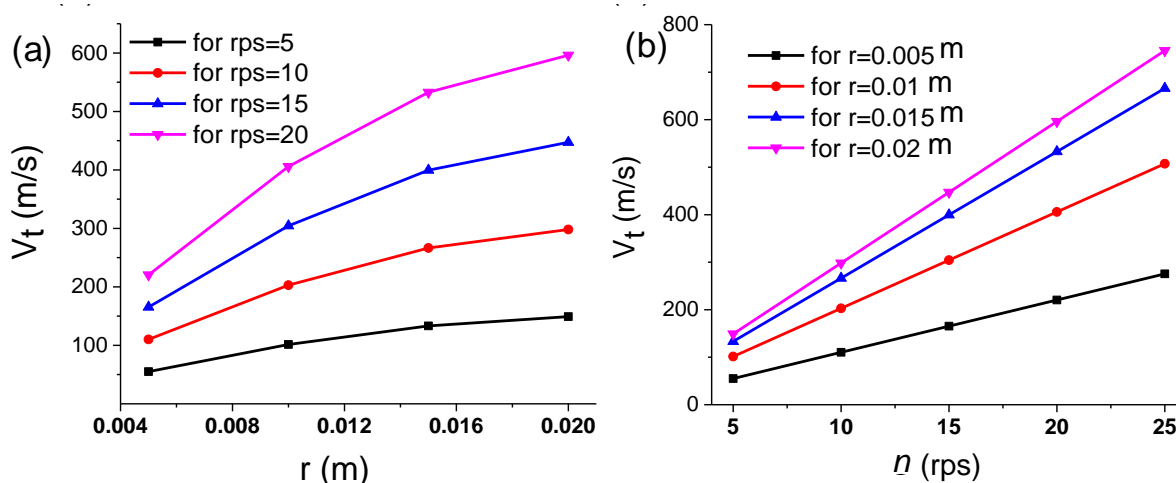 (a)
for rps=5
for rps=10
for rps=15
for rps=20
600
500
400
300
200
100
Vt (m/s)
0.004 0.008 0.012 0.016 0.020
r (m)
(b)
for r=0.005 m
for r=0.01 m
for r=0.015 m
for r=0.02 m
800
600
400
200
0
Vt (m/s)
5 10 15 20 25
n (rps)